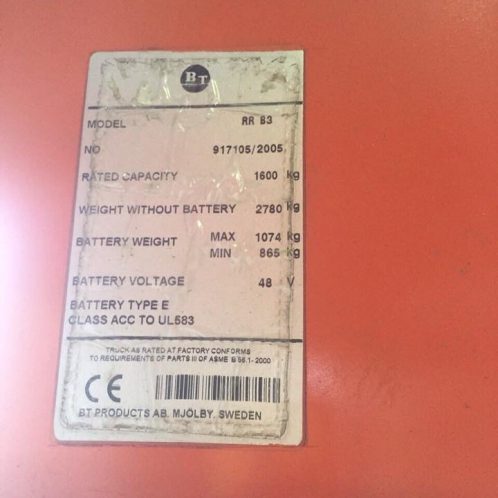 BT
MODEL RR B3
NO 917105/2005
RATED CAPACITY 1600 kg
WEIGHT WITHOUT BATTERY 2780 kg
BATTERY WEIGHT MAX 1074 kg
MIN 865 kg
BATTERY VOLTAGE 48 V
BATTERY TYPE E
CLASS ACC TO UL583
TRUCK AS RATED AT FACTORY CONFORMS
TO REQUIREMENTS OF PARTS III OF ASME B 56.1-2000
CE
BT PRODUCTS AB. MJÖLBY. SWEDEN